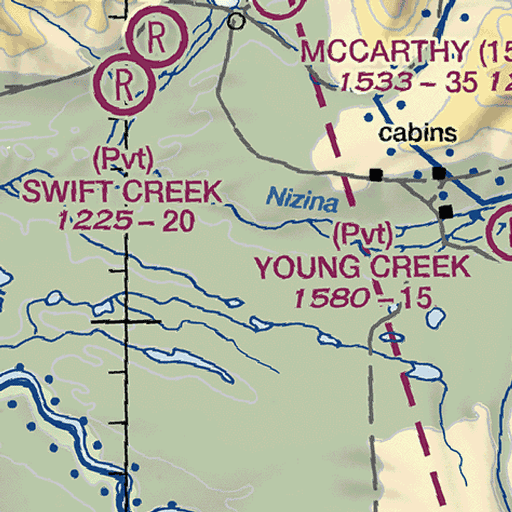 R
R
MCCARTHY (15
1533 – 35 12
cabins
(Pvt)
SWIFT CREEK
1225 – 20
Nizina
(Pvt)
YOUNG CREEK
1580 – 15